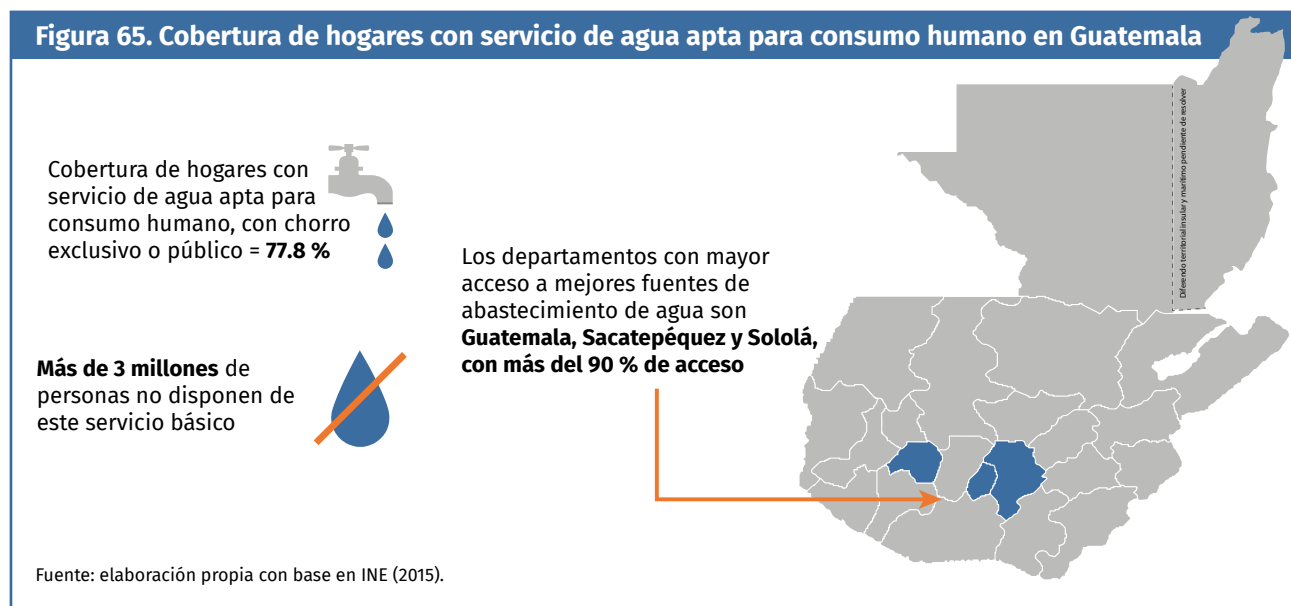 Figura 65. Cobertura de hogares con servicio de agua apta para consumo humano en Guatemala
Cobertura de hogares con
servicio de agua apta para
consumo humano, con chorro
exclusivo o público = 77.8 %
Más de 3 millones de
personas no disponen de
este servicio básico
Los departamentos con mayor
acceso a mejores fuentes de
abastecimiento de agua son
Guatemala, Sacatepéquez y Sololá,
con más del 90 % de acceso
Diferendo territorial insular y marítimo pendiente de resolver
Fuente: elaboración propia con base en INE (2015).